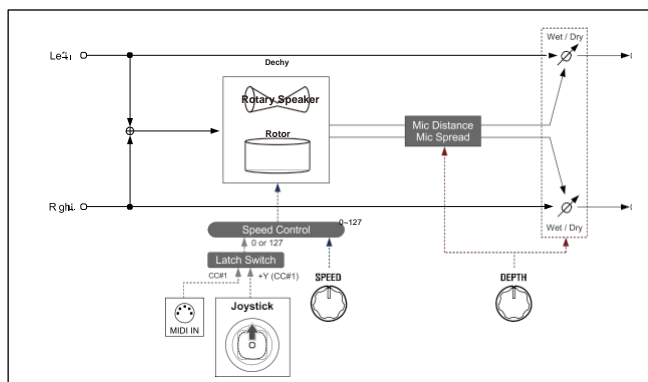 Wet / Dry
Dechy
Rotary Speaker
Rotor
Mic Distance
Mic Spread
Wet / Dry
0~127
Speed Control
0 or 127
Latch Switch
CC#1
+Y (CC#1)
SPEED
DEPTH
MIDI IN
Joystick